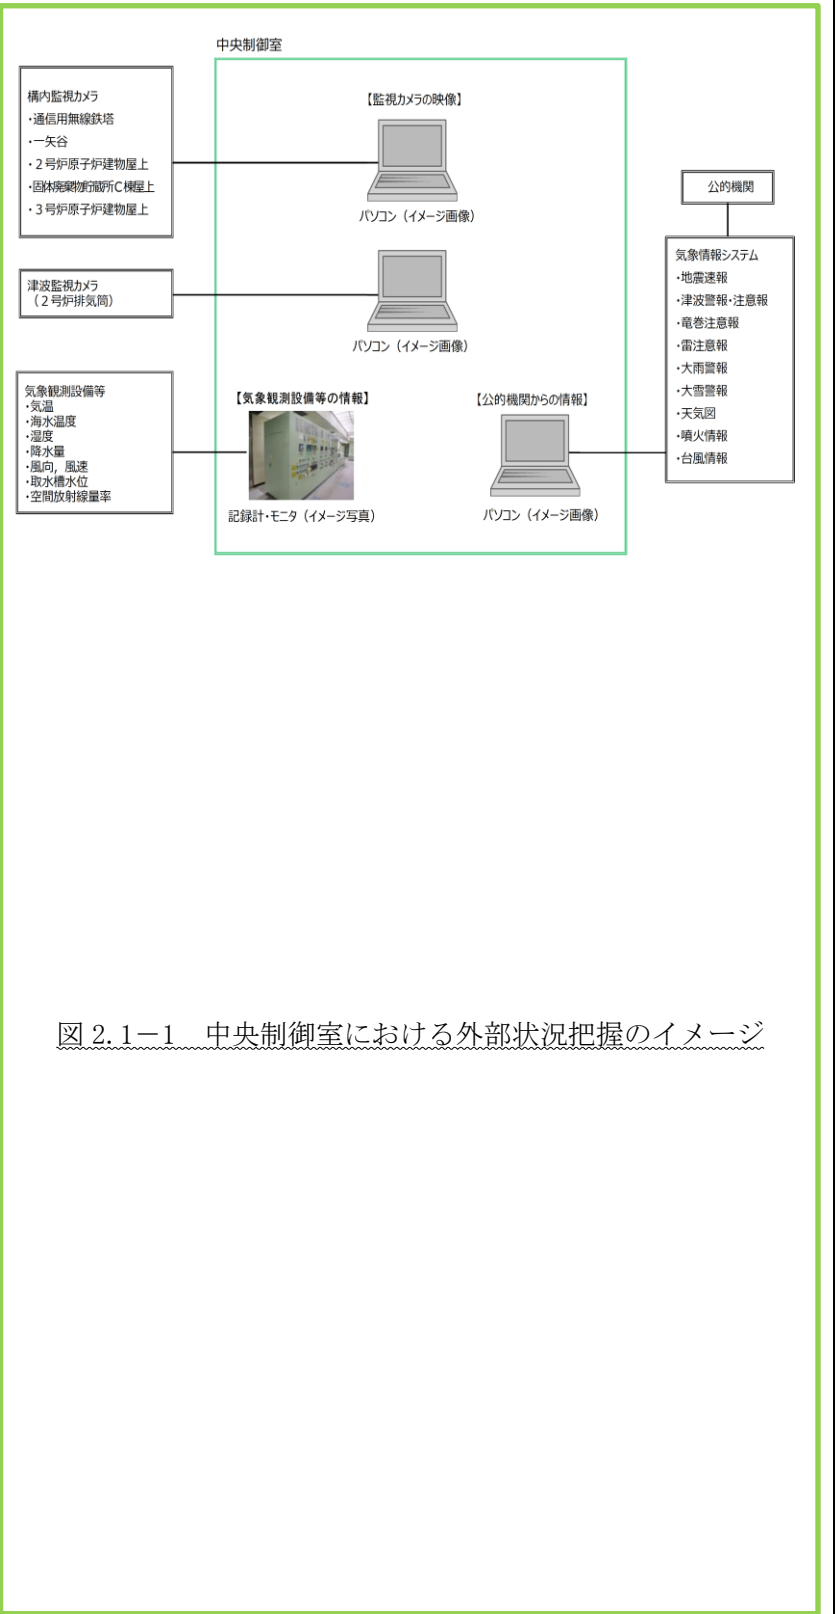 中央制御室
構内監視カメラ
・通信用無線鉄塔
・一矢谷
・２号炉原子炉建物屋上
・固体廃棄物貯蔵所Ｃ棟屋上
・３号炉原子炉建物屋上
【監視カメラの映像】
パソコン（イメージ画像）
津波監視カメラ
（２号炉排気筒）
パソコン（イメージ画像）
気象観測設備等
・気温
・海水温度
・湿度
・降水量
・風向，風速
・取水槽水位
・空間放射線量率
【気象観測設備等の情報】
記録計・モニタ（イメージ写真）
【公的機関からの情報】
パソコン（イメージ画像）
公的機関
気象情報システム
・地震速報
・津波警報・注意報
・竜巻注意報
・雷注意報
・大雨警報
・大雪警報
・天気図
・噴火情報
・台風情報
図 2.1－1　中央制御室における外部状況把握のイメージ